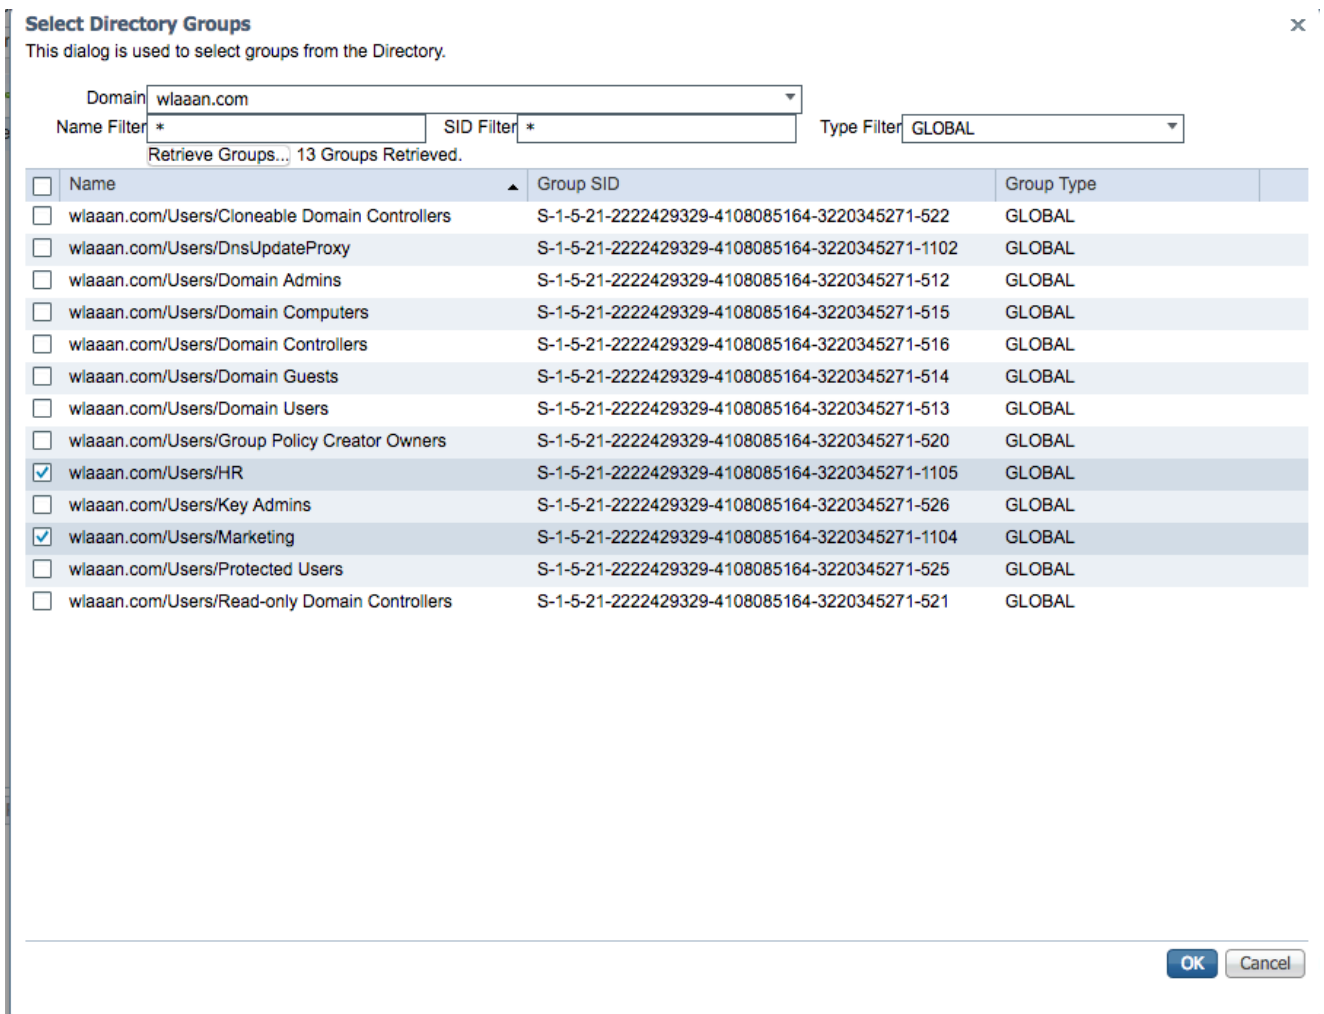 Select Directory Groups
This dialog is used to select groups from the Directory.
Domain wlaaan.com
Name Filter * SID Filter * Type Filter GLOBAL
Retrieve Groups... 13 Groups Retrieved.
Name Group SID Group Type
wlaaan.com/Users/Cloneable Domain Controllers S-1-5-21-2222429329-4108085164-3220345271-522 GLOBAL
wlaaan.com/Users/DnsUpdateProxy S-1-5-21-2222429329-4108085164-3220345271-1102 GLOBAL
wlaaan.com/Users/Domain Admins S-1-5-21-2222429329-4108085164-3220345271-512 GLOBAL
wlaaan.com/Users/Domain Computers S-1-5-21-2222429329-4108085164-3220345271-515 GLOBAL
wlaaan.com/Users/Domain Controllers S-1-5-21-2222429329-4108085164-3220345271-516 GLOBAL
wlaaan.com/Users/Domain Guests S-1-5-21-2222429329-4108085164-3220345271-514 GLOBAL
wlaaan.com/Users/Domain Users S-1-5-21-2222429329-4108085164-3220345271-513 GLOBAL
wlaaan.com/Users/Group Policy Creator Owners S-1-5-21-2222429329-4108085164-3220345271-520 GLOBAL
wlaaan.com/Users/HR S-1-5-21-2222429329-4108085164-3220345271-1105 GLOBAL
wlaaan.com/Users/Key Admins S-1-5-21-2222429329-4108085164-3220345271-526 GLOBAL
wlaaan.com/Users/Marketing S-1-5-21-2222429329-4108085164-3220345271-1104 GLOBAL
wlaaan.com/Users/Protected Users S-1-5-21-2222429329-4108085164-3220345271-525 GLOBAL
wlaaan.com/Users/Read-only Domain Controllers S-1-5-21-2222429329-4108085164-3220345271-521 GLOBAL
OK Cancel